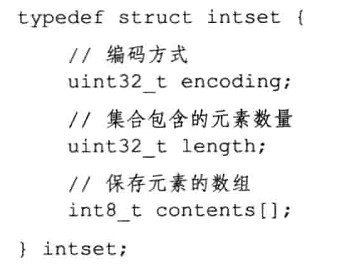 typedef struct intset {
// 编码方式
uint32_t encoding;
// 集合包含的元素数量
uint32_t length;
// 保存元素的数组
int8_t contents[];
} intset;